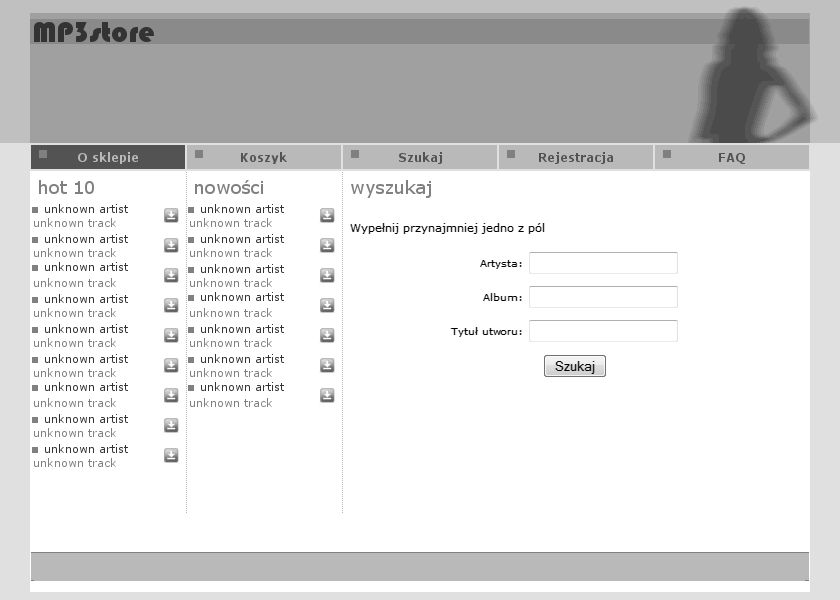 MP3store
O sklepie
Koszyk
Szukaj
Rejestracja
FAQ
hot 10
unknown artist
unknown track
unknown artist
unknown track
unknown artist
unknown track
unknown artist
unknown track
unknown artist
unknown track
unknown artist
unknown track
unknown artist
unknown track
unknown artist
unknown track
unknown artist
unknown track
nowości
unknown artist
unknown track
unknown artist
unknown track
unknown artist
unknown track
unknown artist
unknown track
unknown artist
unknown track
unknown artist
unknown track
unknown artist
unknown track
wyszukaj
Wypełnij przynajmniej jedno z pól
Artysta:
Album:
Tytuł utworu:
Szukaj